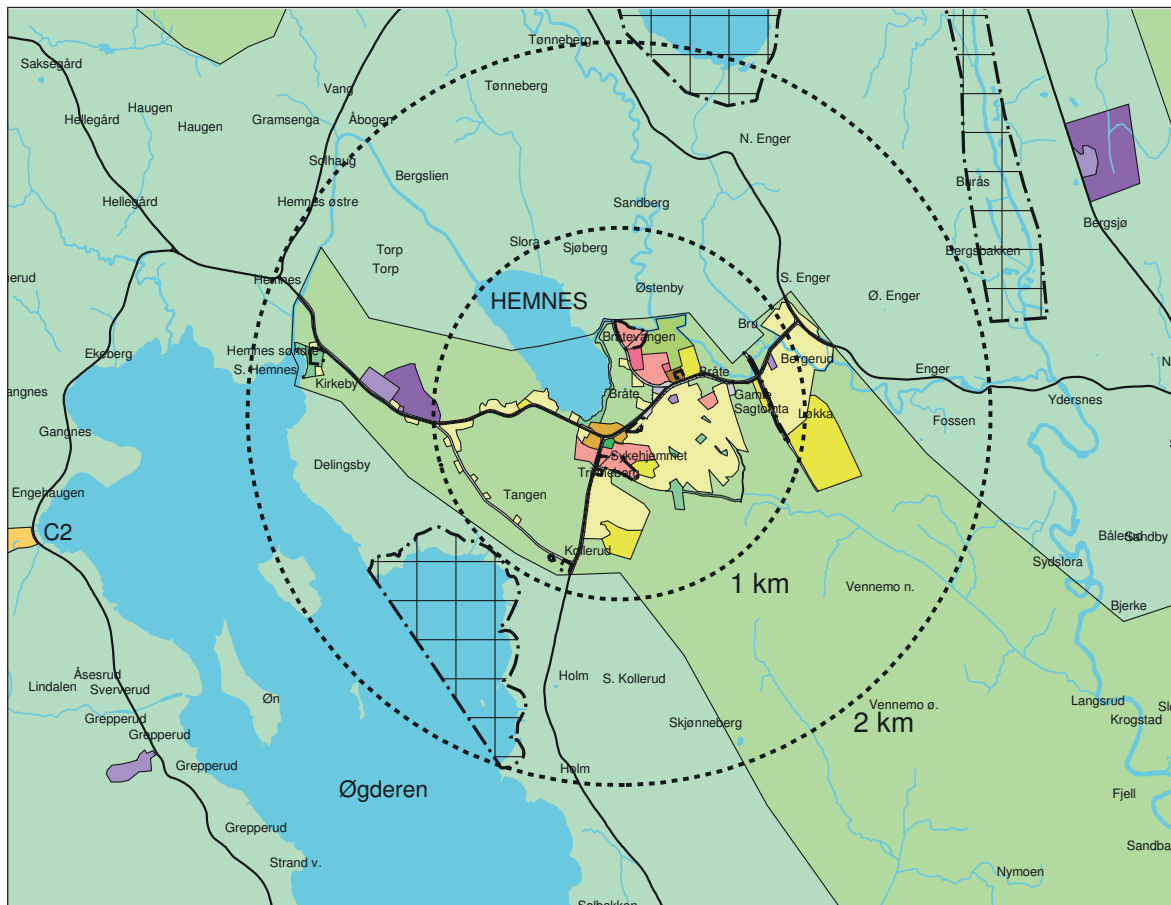 Tønneberg
Saksegård
Tønneberg
Vang
Haugen
Hellegård
Haugen
Gramsenga
Åbogen
N. Enger
Solhaug
Bergslien
Burås
Hellegård
Hemnes østre
Sandberg
Bergsjø
Slora
Sjøberg
Torp
Torp
Bergsbakken
Hemnes
S. Enger
Østenby
Ø. Enger
HEMNES
Bråtevangen
Brø
Hemnes søndre
Ekeberg
Bergerud
S. Hemnes
Kirkeby
Bråte
Enger
Bråte
Gamle
Sagtomta
Løkka
Ydersnes
Fossen
Gangnes
Sykehjemmet
Delingsby
Engehaugen
Tangen
C2
Sandby
Kollerud
Sydslora
1 km
Vennemo n.
Bjerke
Åsesrud
Holm
S. Kollerud
Lindalen
Sververud
Øn
Langsrud
Vennemo ø.
Grepperud
Krogstad
Skjønneberg
2 km
Grepperud
Grepperud
Holm
Øgderen
Fjell
Grepperud
Strand v.
Nymoen